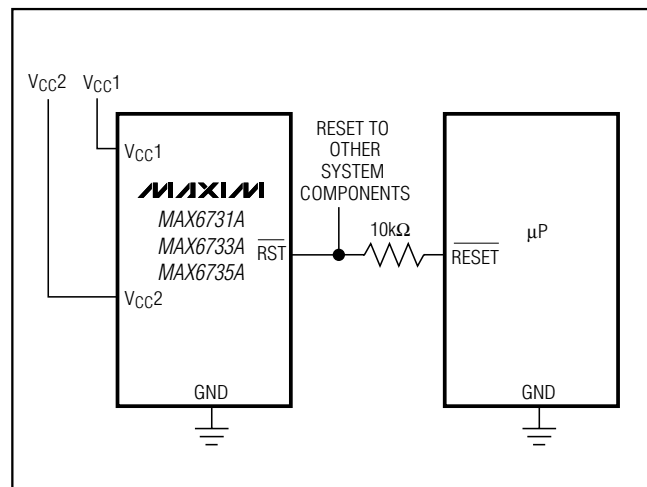 VCC2 VCC1
RESET TO
OTHER
SYSTEM
COMPONENTS
VCC1
MAXIM
MAX6731A
MAX6733A
MAX6735A
RST
10kΩ
RESET
μP
VCC2
GND
GND